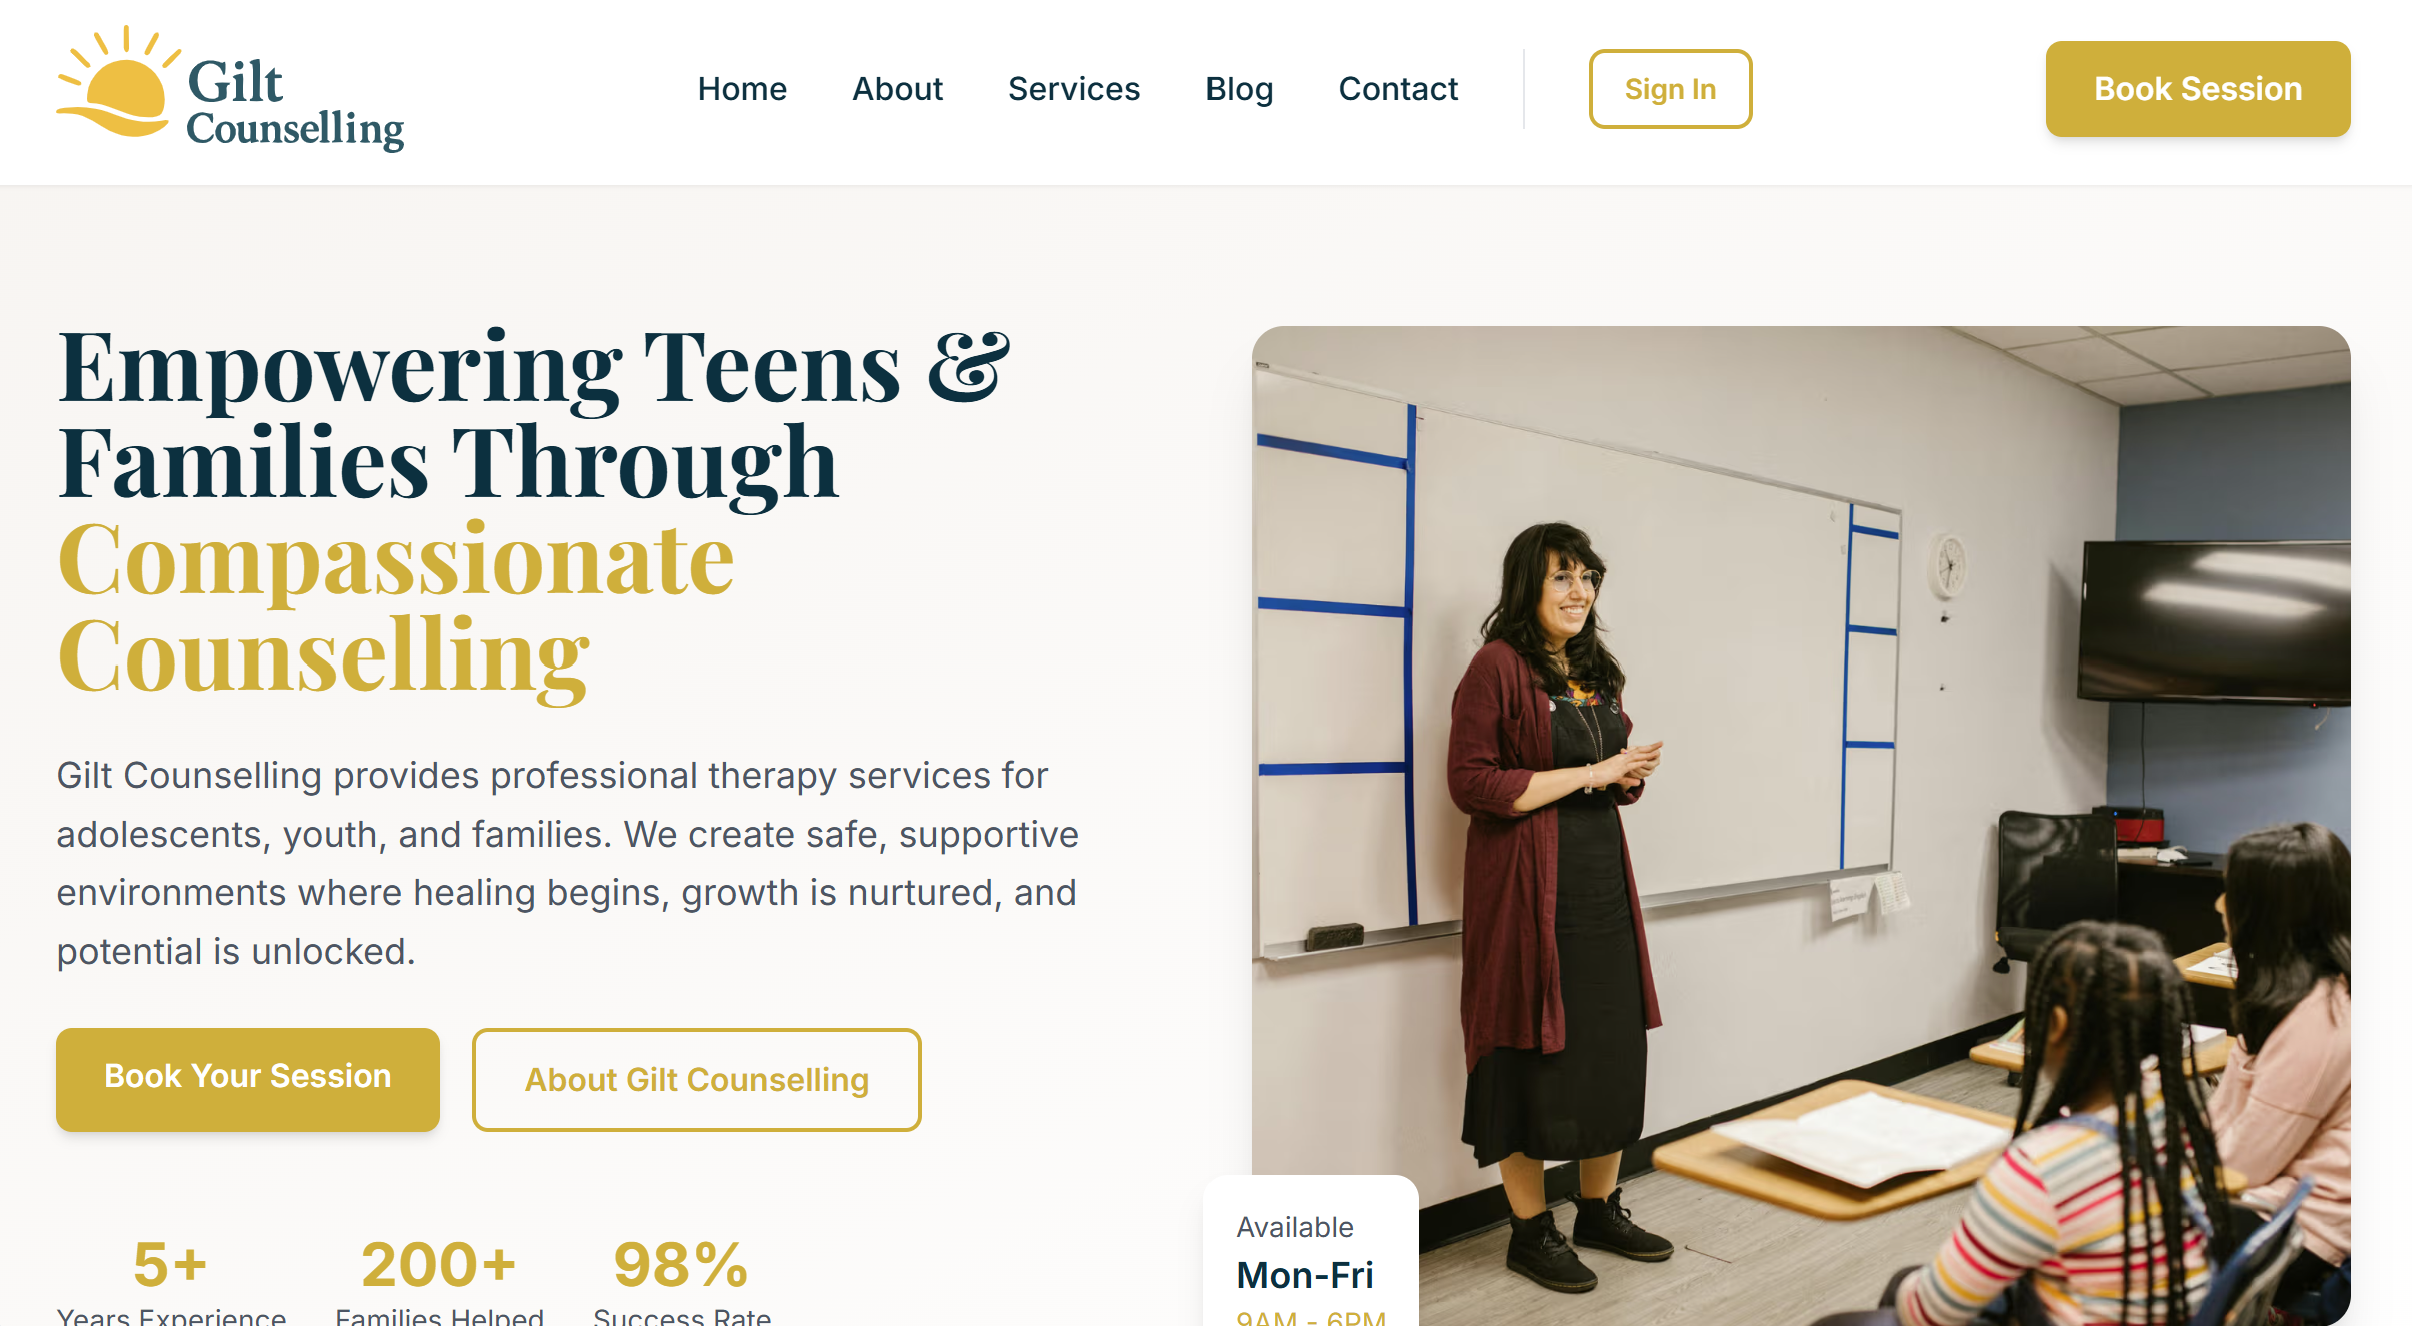 Gilt
Counselling
Home
About
Services
Blog
Contact
Sign In
Book Session
Empowering Teens &
Families Through
Compassionate
Counselling
Gilt Counselling provides professional therapy services for
adolescents, youth, and families. We create safe, supportive
environments where healing begins, growth is nurtured, and
potential is unlocked.
Book Your Session
About Gilt Counselling
5+
Years Experience
200+
Families Helped
98%
Success Rate
Available
Mon-Fri
9AM - 6PM